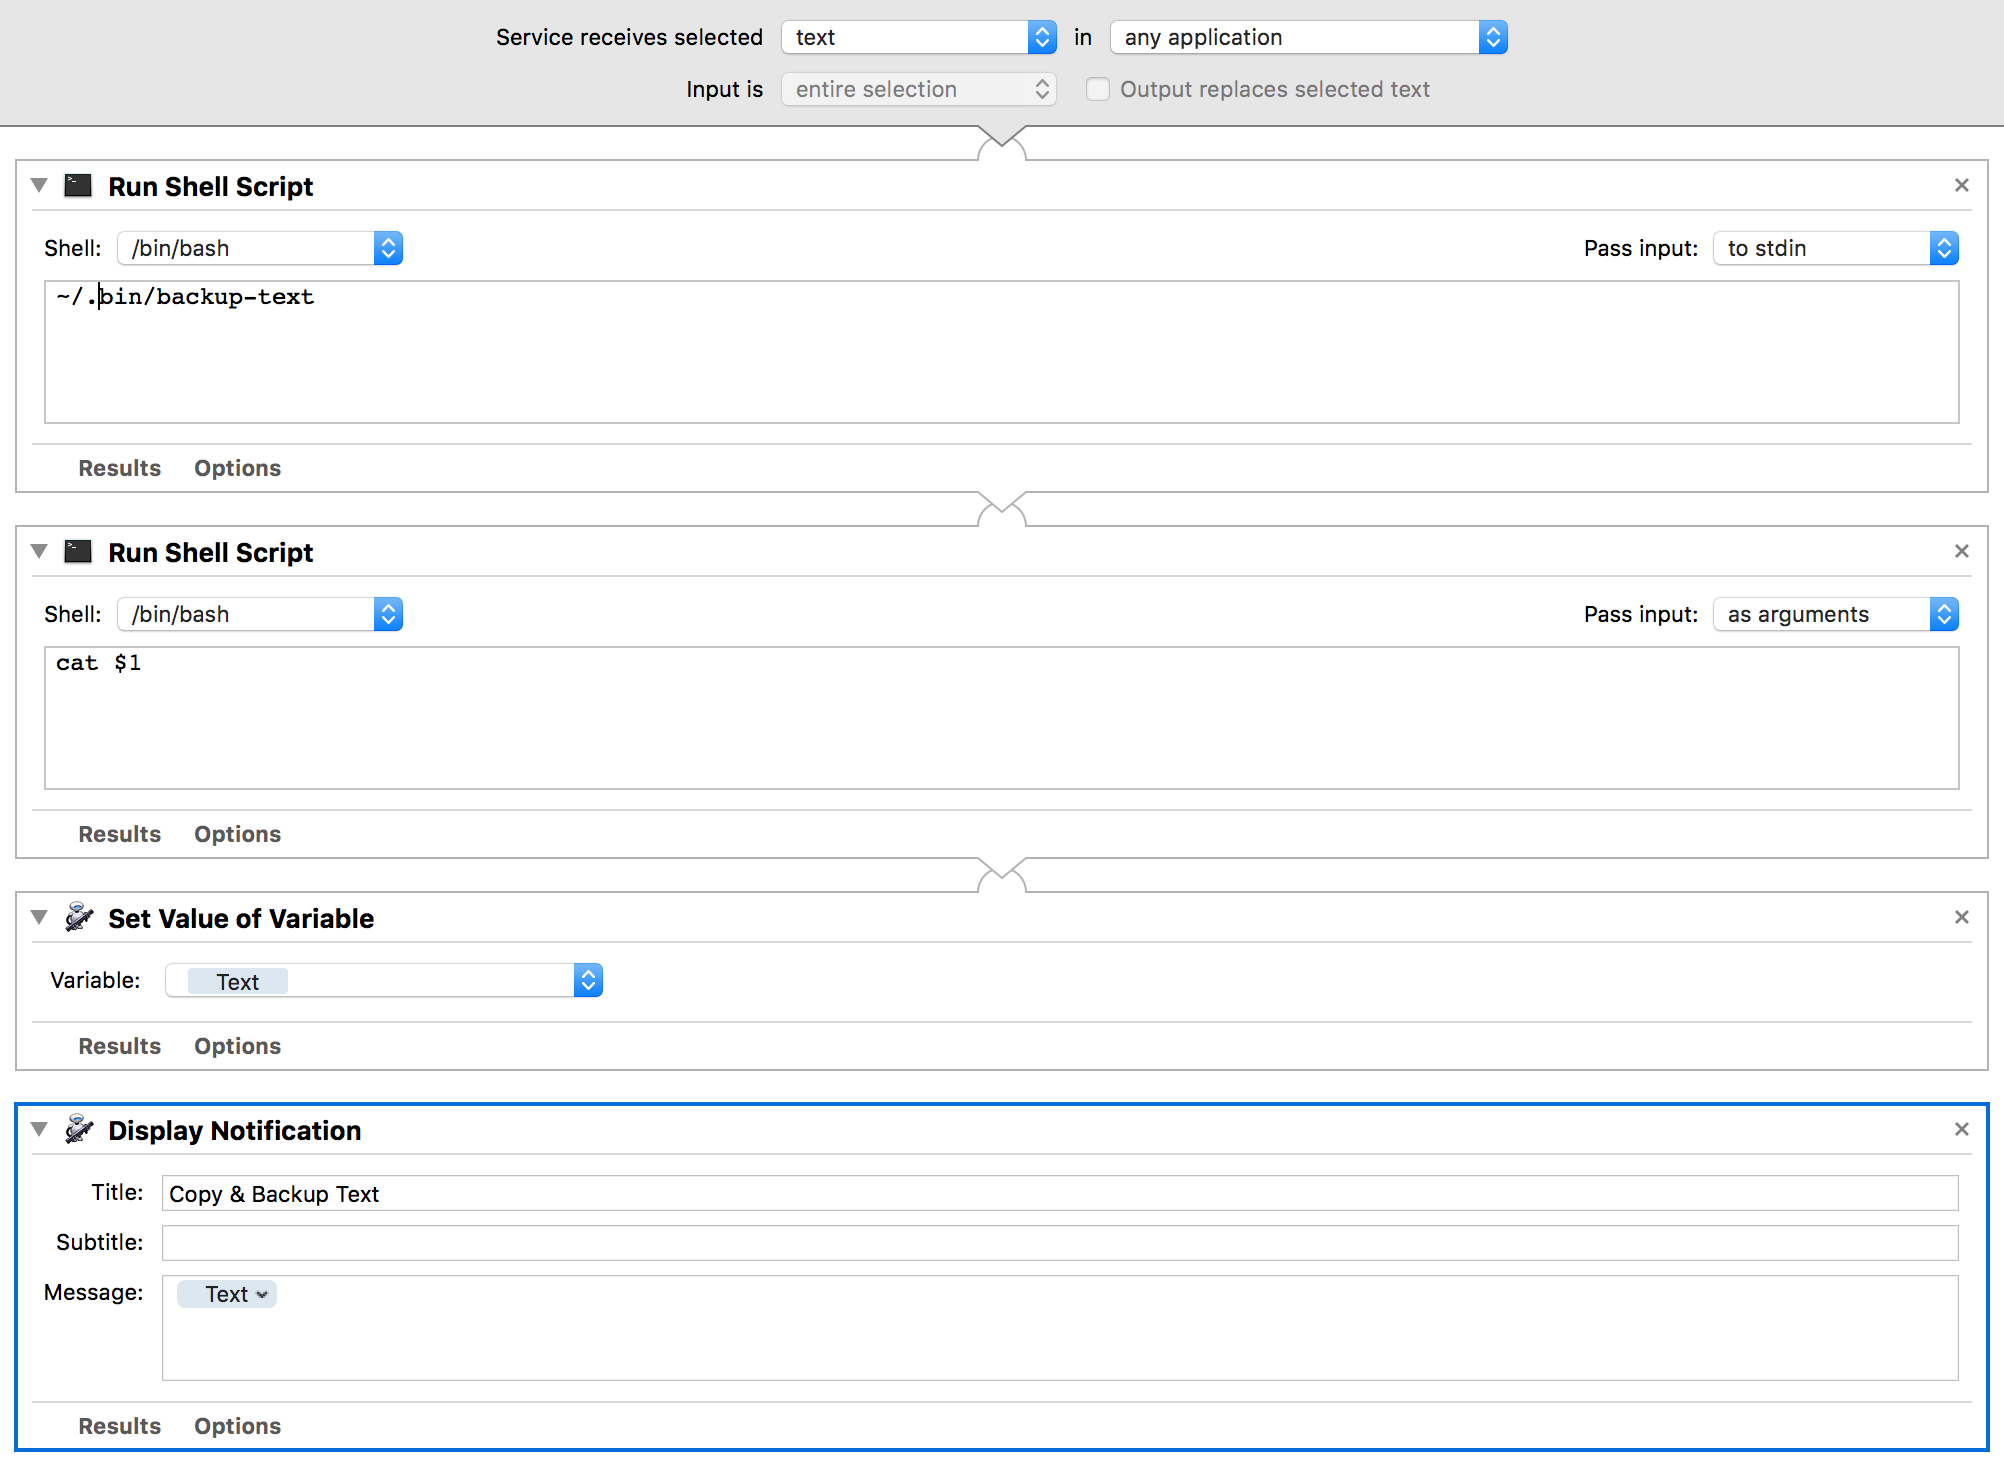 Service receives selected text in any application
Input is entire selection Output replaces selected text
Run Shell Script
Shell: /bin/bash Pass input: to stdin
~/.bin/backup-text
Results Options
Run Shell Script
Shell: /bin/bash Pass input: as arguments
cat $1
Results Options
Set Value of Variable
Variable: Text
Results Options
Display Notification
Title: Copy & Backup Text
Subtitle:
Message: Text
Results Options